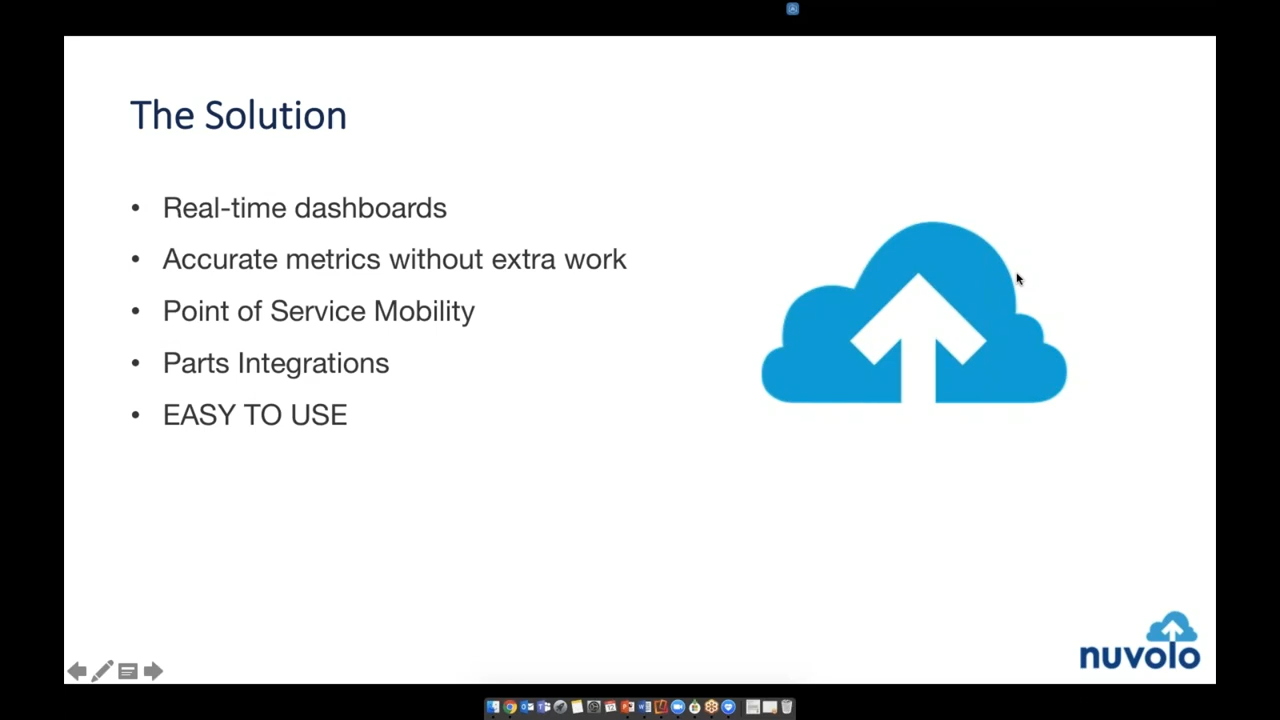 The Solution
• Real-time dashboards
• Accurate metrics without extra work
• Point of Service Mobility
• Parts Integrations
• EASY TO USE
nuvolo